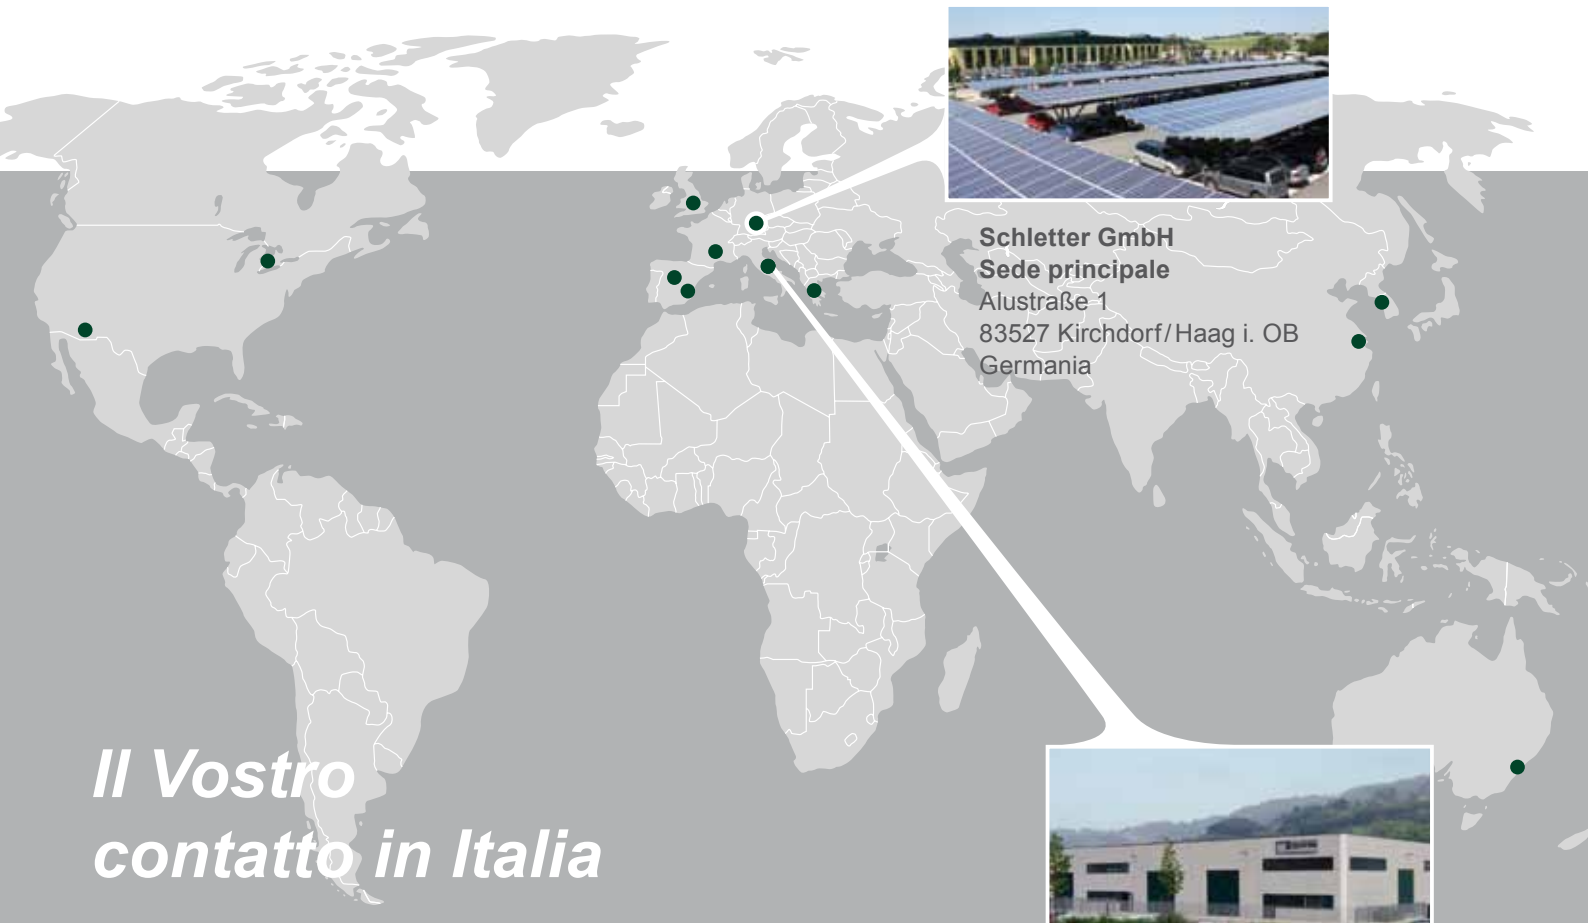 Schletter GmbH
Sede principale
Alustraße 1
83527 Kirchdorf/Haag i. OB
Germania
Il Vostro
contatto in Italia